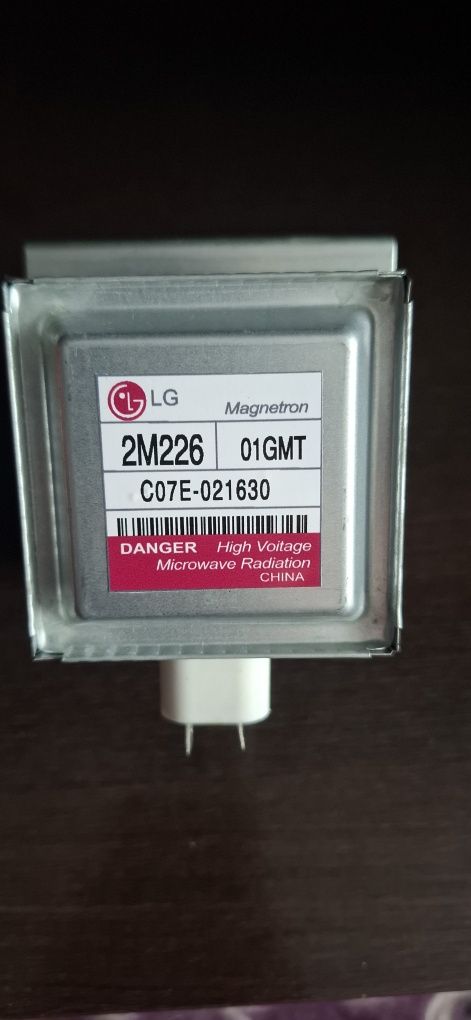 LG
Magnetron
2M226 01GMT
C07E-021630
DANGER High Voitage
Microwave Radiation
CHINA